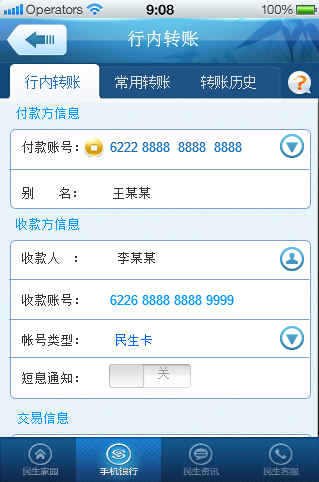 Operators 9:08 100%
行内转账
行内转账 常用转账 转账历史 ?
付款方信息
付款账号: 6222 8888 8888 8888
别 名: 王某某
收款方信息
收款人 : 李某某
收款账号: 6226 8888 8888 9999
帐号类型: 民生卡
短息通知: 关
交易信息
民生家园 手机银行 民生资讯 民生客服